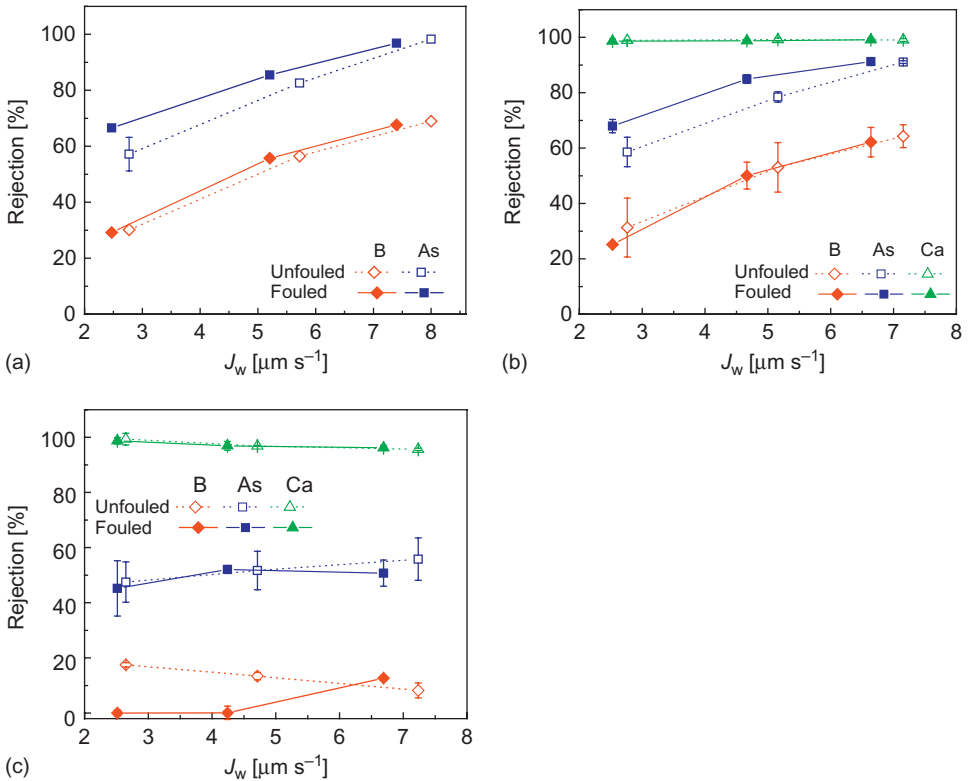 100
80
60
40
20
0
Rejection [%]
B As
Unfouled
Fouled
2 3 4 5 6 7 8
J_w [μm s⁻¹]
(a)
100
80
60
40
20
0
Rejection [%]
B As Ca
Unfouled
Fouled
2 3 4 5 6 7 8
J_w [μm s⁻¹]
(b)
100
80
60
40
20
0
Rejection [%]
B As Ca
Unfouled
Fouled
2 3 4 5 6 7 8
J_w [μm s⁻¹]
(c)